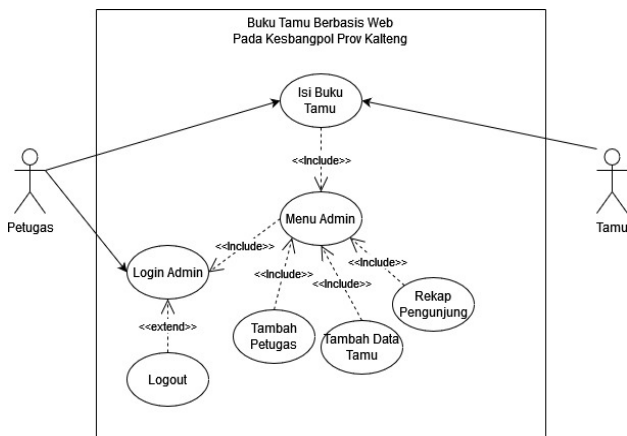 Buku Tamu Berbasis Web
Pada Kesbangpol Prov Kalteng
Isi Buku
Tamu
<<Include>>
Petugas
Tamu
Menu Admin
<<Include>>
Login Admin
<<Include>>
<<Include>>
<<Include>>
Rekap
Pengunjung
<<extend>>
Tambah
Petugas
Tambah Data
Tamu
Logout